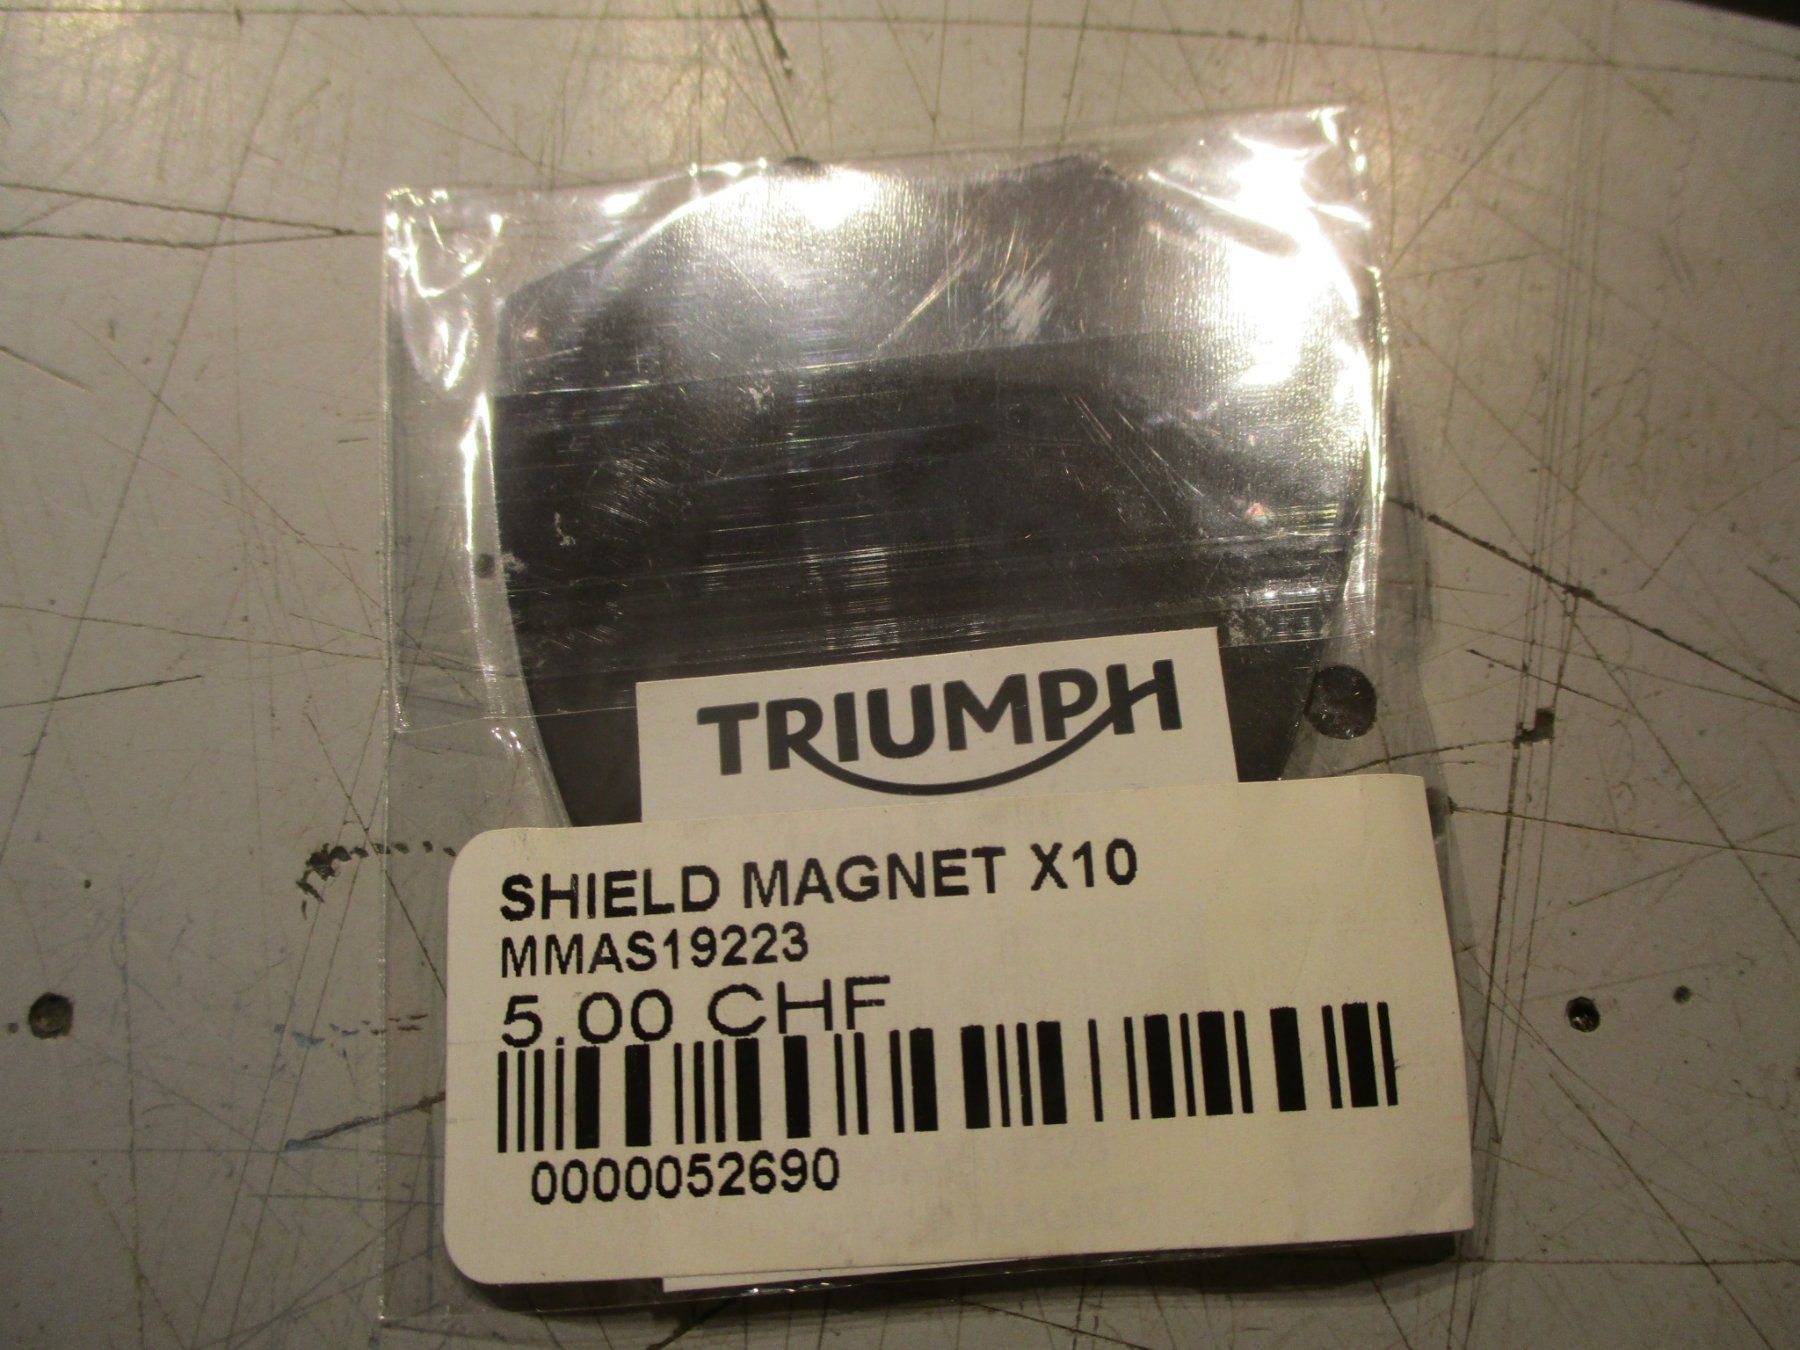 TRIUMPH
SHIELD MAGNET X10
MMAS19223
5.00 CHF
0000052690